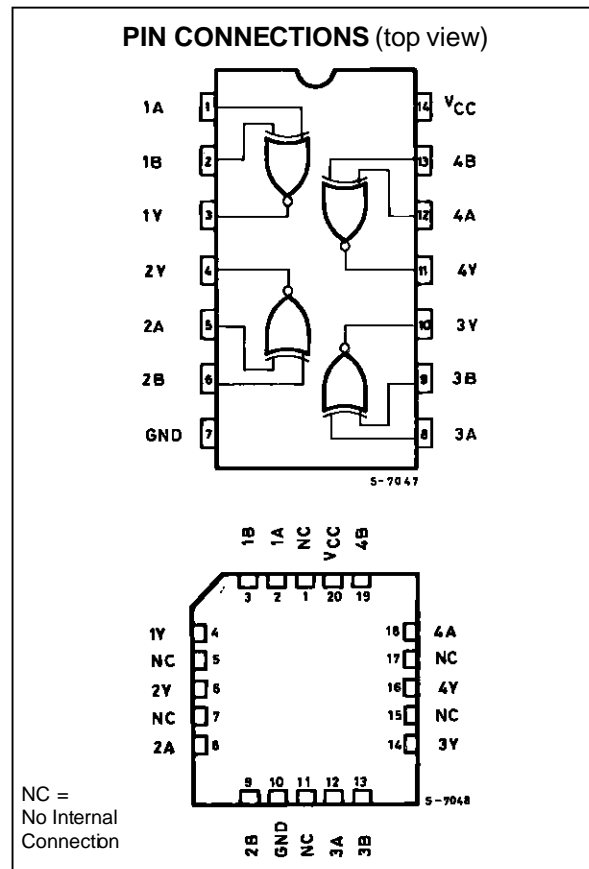 PIN CONNECTIONS (top view)
1A 1 14 VCC
1B 2 13 4B
1Y 3 12 4A
2Y 4 11 4Y
2A 5 10 3Y
2B 6 9 3B
GND 7 8 3A
S-7047
1B 1A NC VCC 4B
3 2 1 20 19
1Y 4 18 4A
NC 5 17 NC
2Y 6 16 4Y
NC 7 15 NC
2A 8 14 3Y
9 10 11 12 13
S-7048
2B GND NC 3A 3B
NC =
No Internal
Connection